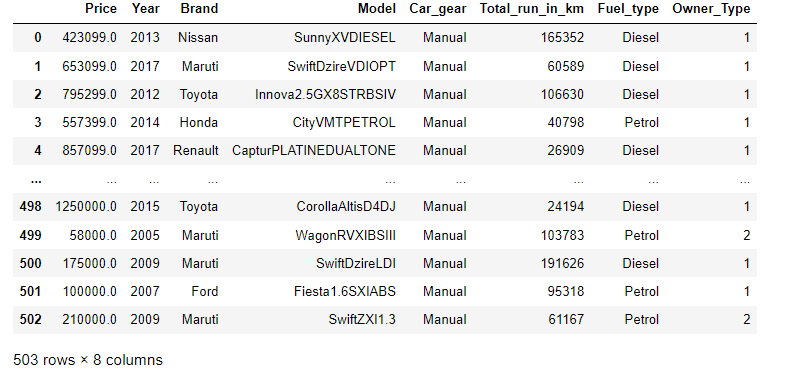 Price Year Brand Model Car_gear Total_run_in_km Fuel_type Owner_Type
0 423099.0 2013 Nissan SunnyXVDIESEL Manual 165352 Diesel 1
1 653099.0 2017 Maruti SwiftDzireVDIOPT Manual 60589 Diesel 1
2 795299.0 2012 Toyota Innova2.5GX8STRBSIV Manual 106630 Diesel 1
3 557399.0 2014 Honda CityVMTPETROL Manual 40798 Petrol 1
4 857099.0 2017 Renault CapturPLATINEDUALTONE Manual 26909 Diesel 1
... ... ... ... ... ... ... ... ...
498 1250000.0 2015 Toyota CorollaAltisD4DJ Manual 24194 Diesel 1
499 58000.0 2005 Maruti WagonRVXIBSIII Manual 103783 Petrol 2
500 175000.0 2009 Maruti SwiftDzireLDI Manual 191626 Diesel 1
501 100000.0 2007 Ford Fiesta1.6SXIABS Manual 95318 Petrol 1
502 210000.0 2009 Maruti SwiftZXI1.3 Manual 61167 Petrol 2
503 rows × 8 columns